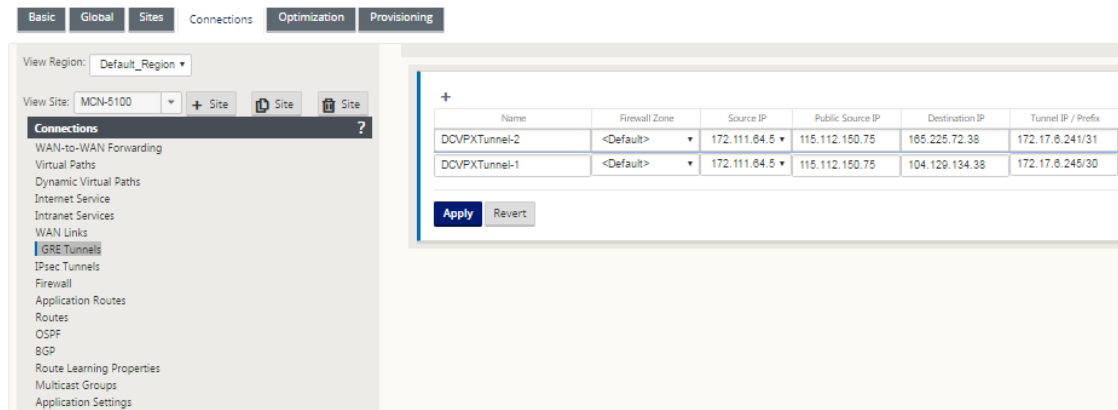 Basic Global Sites Connections Optimization Provisioning
View Region: Default_Region
View Site: MCN-5100 + Site Site Site
Connections ?
WAN-to-WAN Forwarding
Virtual Paths
Dynamic Virtual Paths
Internet Service
Intranet Services
WAN Links
GRE Tunnels
IPsec Tunnels
Firewall
Application Routes
Routes
OSPF
BGP
Route Learning Properties
Multicast Groups
Application Settings
+
Name Firewall Zone Source IP Public Source IP Destination IP Tunnel IP / Prefix
DCVPXTunnel-2 <Default> 172.111.64.5 115.112.150.75 165.225.72.38 172.17.6.241/31
DCVPXTunnel-1 <Default> 172.111.64.5 115.112.150.75 104.129.134.38 172.17.6.245/30
Apply Revert